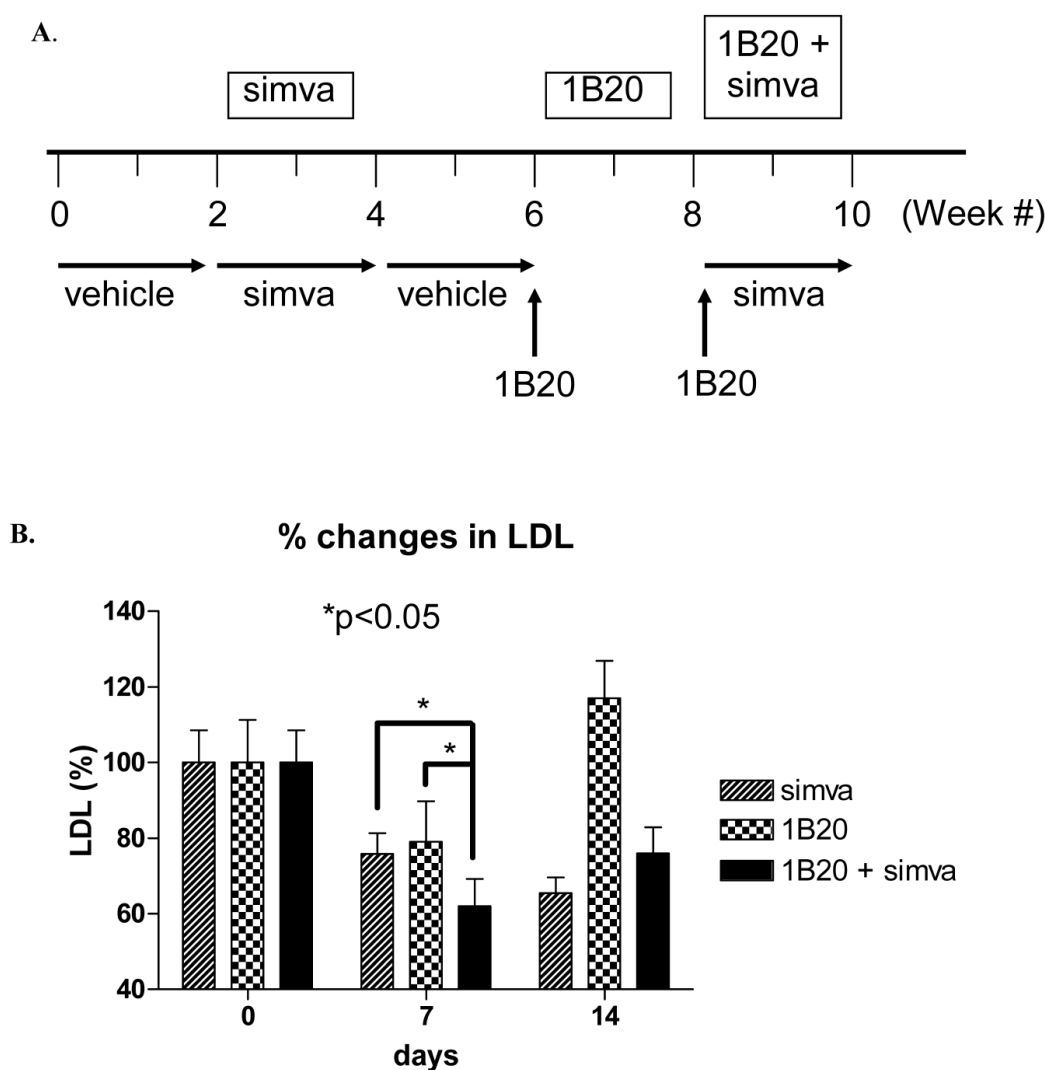 A.
simva
1B20
1B20 +
simva
0 2 4 6 8 10 (Week #)
vehicle simva vehicle simva
1B20 1B20
B.
% changes in LDL
*p<0.05
140
120
100
80
60
40
LDL (%)
*
*
0 7 14
days
simva
1B20
1B20 + simva